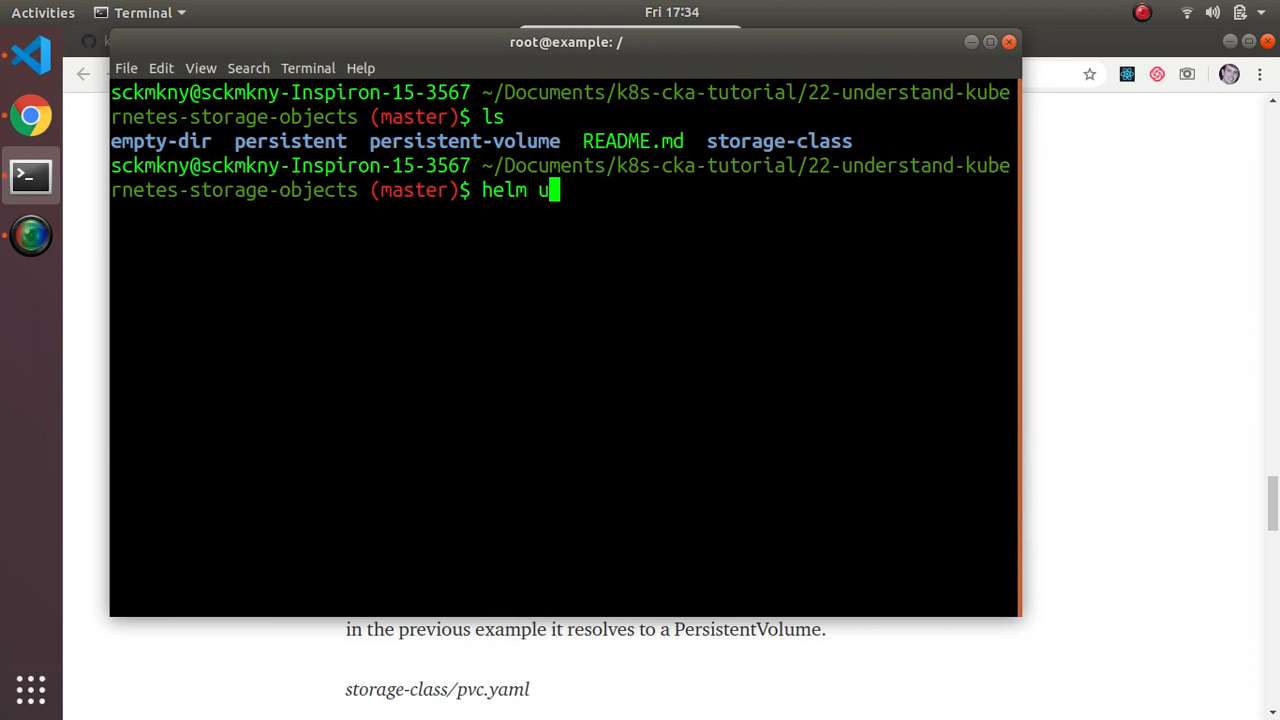 Activities
Terminal
Fri 17:34
root@example: /
File Edit View Search Terminal Help
sckmkny@sckmkny-Inspiron-15-3567 ~/Documents/k8s-cka-tutorial/22-understand-kube
rnetes-storage-objects (master)$ ls
empty-dir persistent persistent-volume README.md storage-class
sckmkny@sckmkny-Inspiron-15-3567 ~/Documents/k8s-cka-tutorial/22-understand-kube
rnetes-storage-objects (master)$ helm u
in the previous example it resolves to a PersistentVolume.
storage-class/pvc.yaml